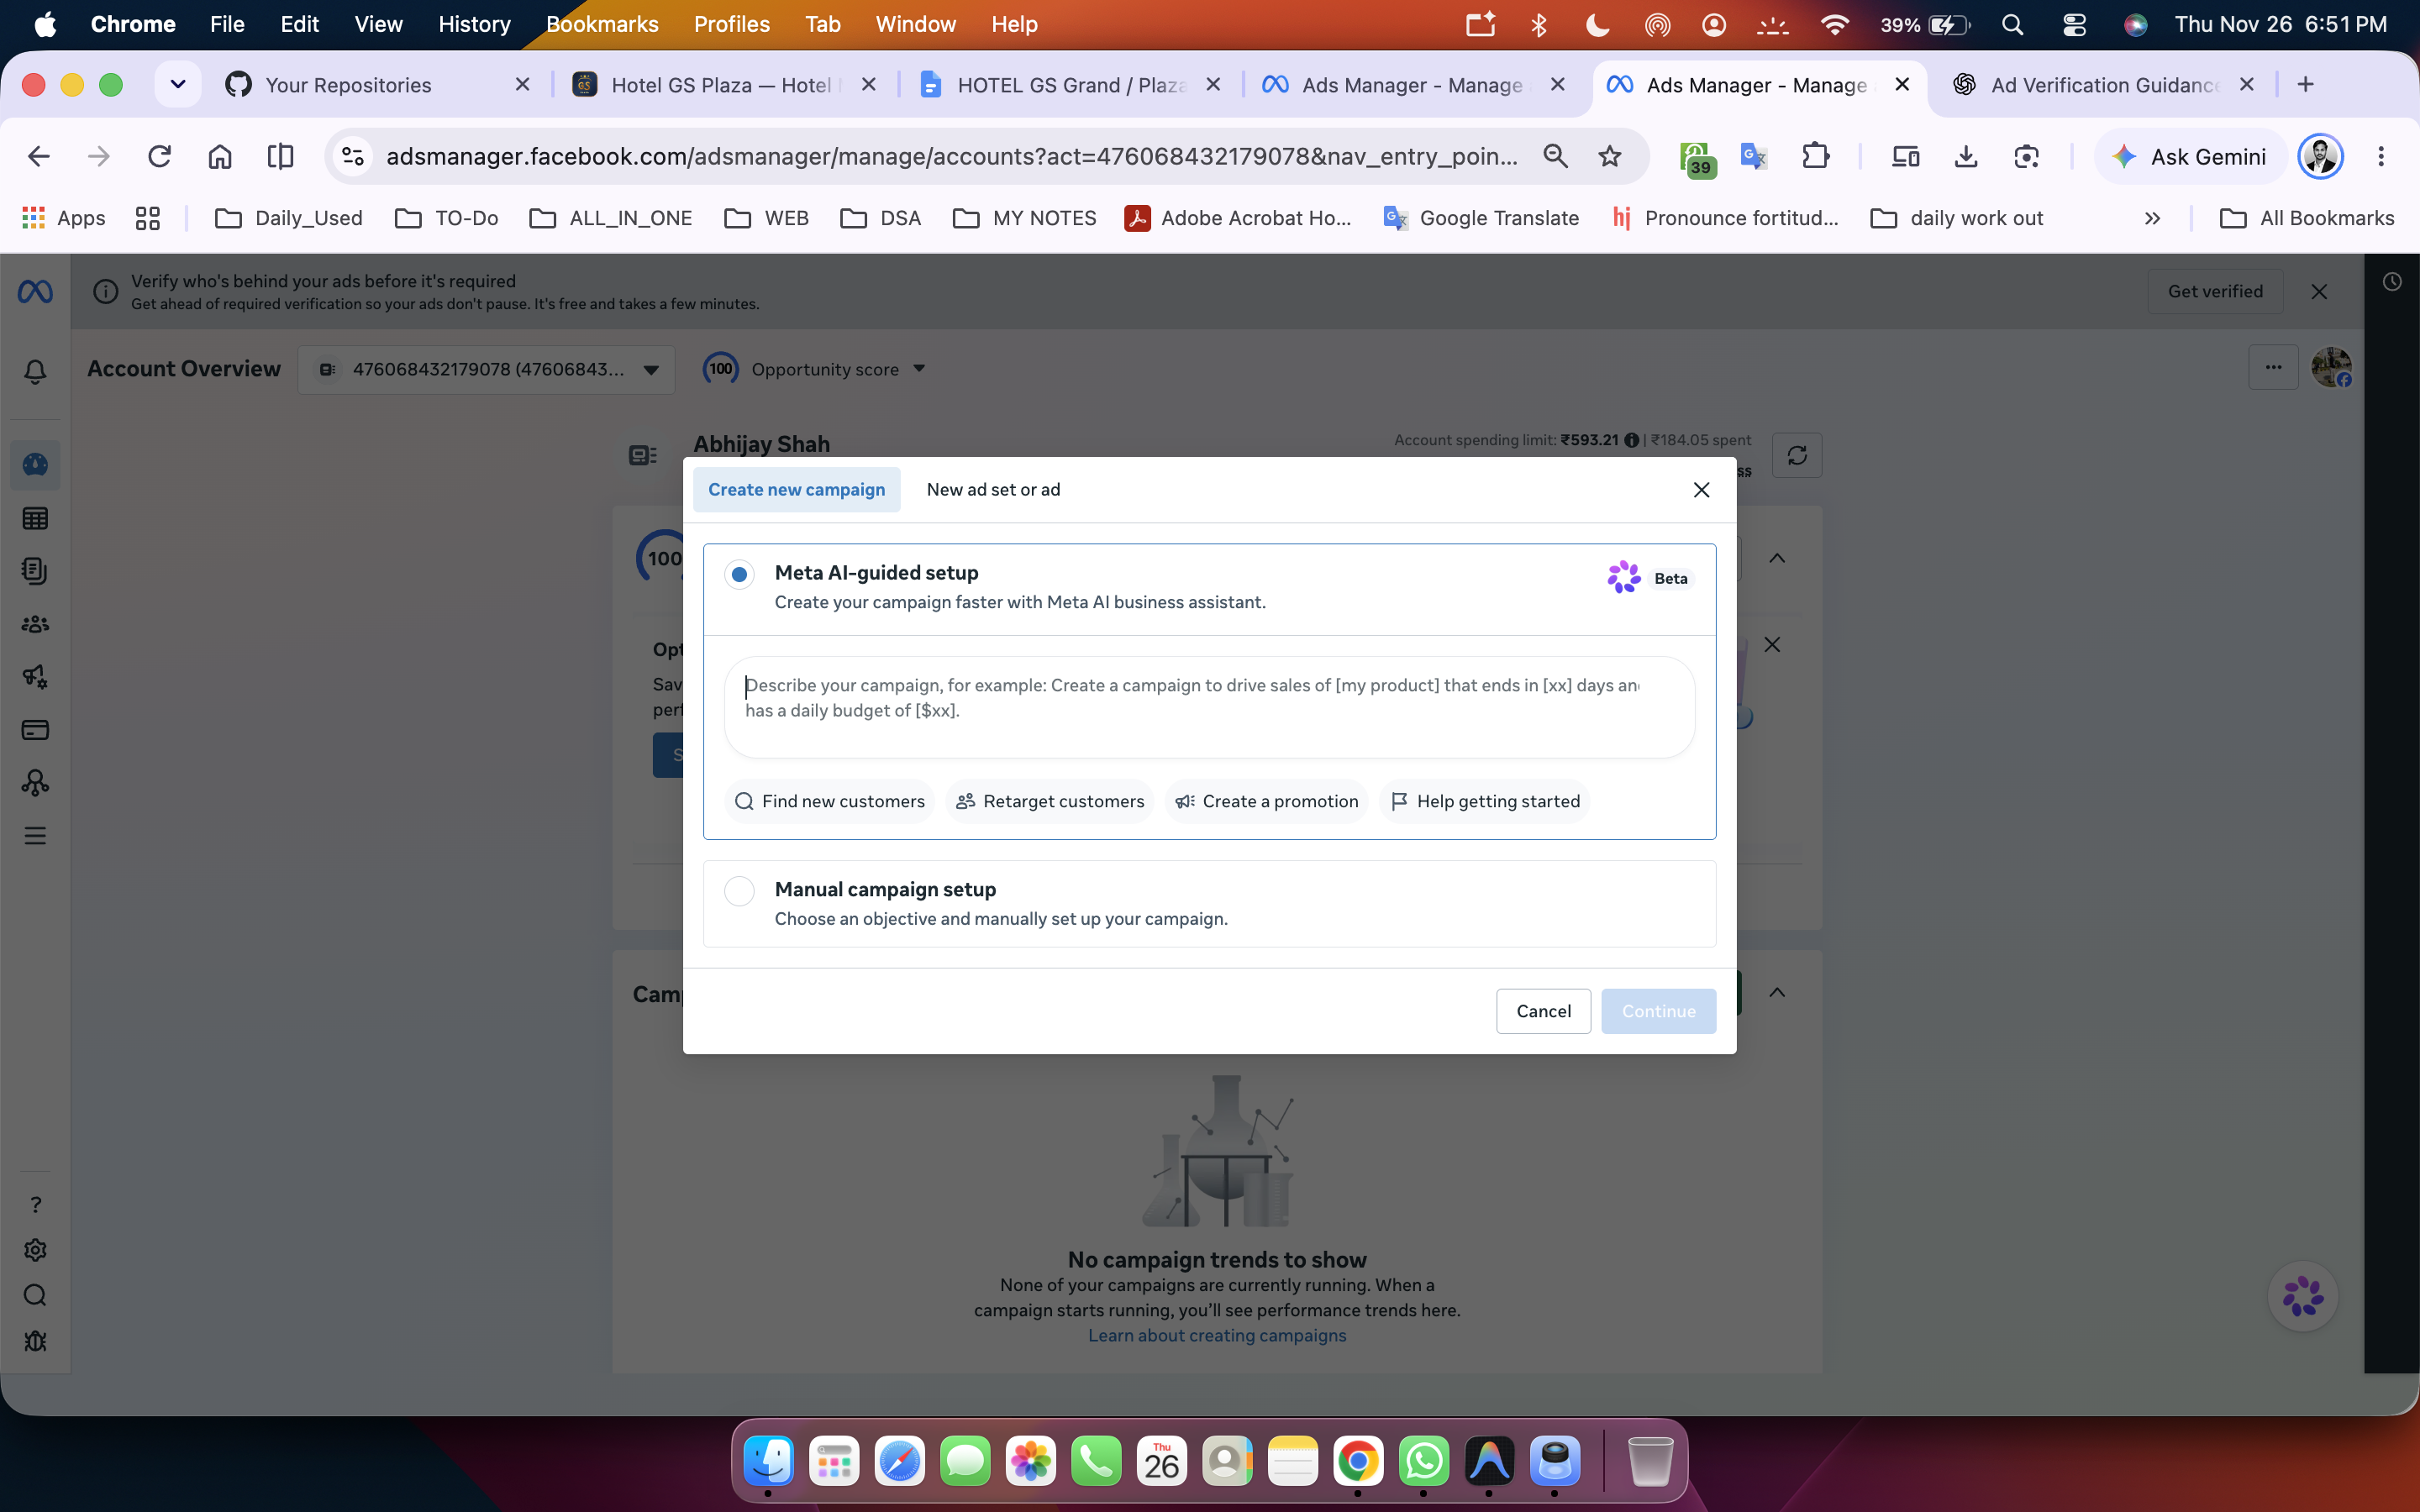 Chrome File Edit View History Bookmarks Profiles Tab Window Help 39% Thu Nov 26 6:51 PM
Your Repositories Hotel GS Plaza — Hotel HOTEL GS Grand / Plaza Ads Manager - Manage Ads Manager - Manage Ad Verification Guidance
adsmanager.facebook.com/adsmanager/manage/accounts?act=476068432179078&nav_entry_poin... 39 Ask Gemini
Apps Daily_Used TO-Do ALL_IN_ONE WEB DSA MY NOTES Adobe Acrobat Ho... Google Translate Pronounce fortitud... daily work out All Bookmarks
Verify who's behind your ads before it's required
Get ahead of required verification so your ads don't pause. It's free and takes a few minutes.
Get verified
Account Overview 476068432179078 (47606843... 100 Opportunity score
Abhijay Shah
Account spending limit: ₹593.21 | ₹184.05 spent
Create new campaign New ad set or ad
100
Meta AI-guided setup
Beta
Create your campaign faster with Meta AI business assistant.
Describe your campaign, for example: Create a campaign to drive sales of [my product] that ends in [xx] days and
has a daily budget of [$xx].
Find new customers Retarget customers Create a promotion Help getting started
Manual campaign setup
Choose an objective and manually set up your campaign.
Cancel Continue
No campaign trends to show
None of your campaigns are currently running. When a
campaign starts running, you'll see performance trends here.
Learn about creating campaigns
Thu
26